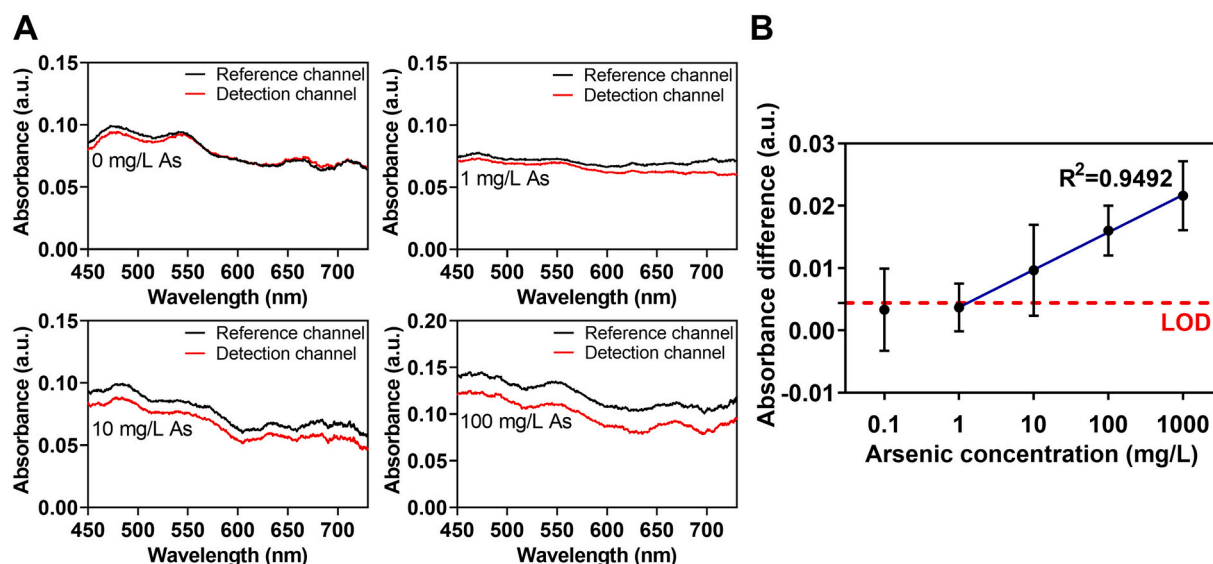 A
0.15
0.10
0.05
0.00
Absorbance (a.u.)
Reference channel
Detection channel
0 mg/L As
450 500 550 600 650 700
Wavelength (nm)
0.15
0.10
0.05
0.00
Absorbance (a.u.)
Reference channel
Detection channel
1 mg/L As
450 500 550 600 650 700
Wavelength (nm)
0.15
0.10
0.05
0.00
Absorbance (a.u.)
Reference channel
Detection channel
10 mg/L As
450 500 550 600 650 700
Wavelength (nm)
0.20
0.15
0.10
0.05
0.00
Absorbance (a.u.)
Reference channel
Detection channel
100 mg/L As
450 500 550 600 650 700
Wavelength (nm)
B
0.03
0.02
0.01
0.00
-0.01
Absorbance difference (a.u.)
R²=0.9492
LOD
0.1 1 10 100 1000
Arsenic concentration (mg/L)